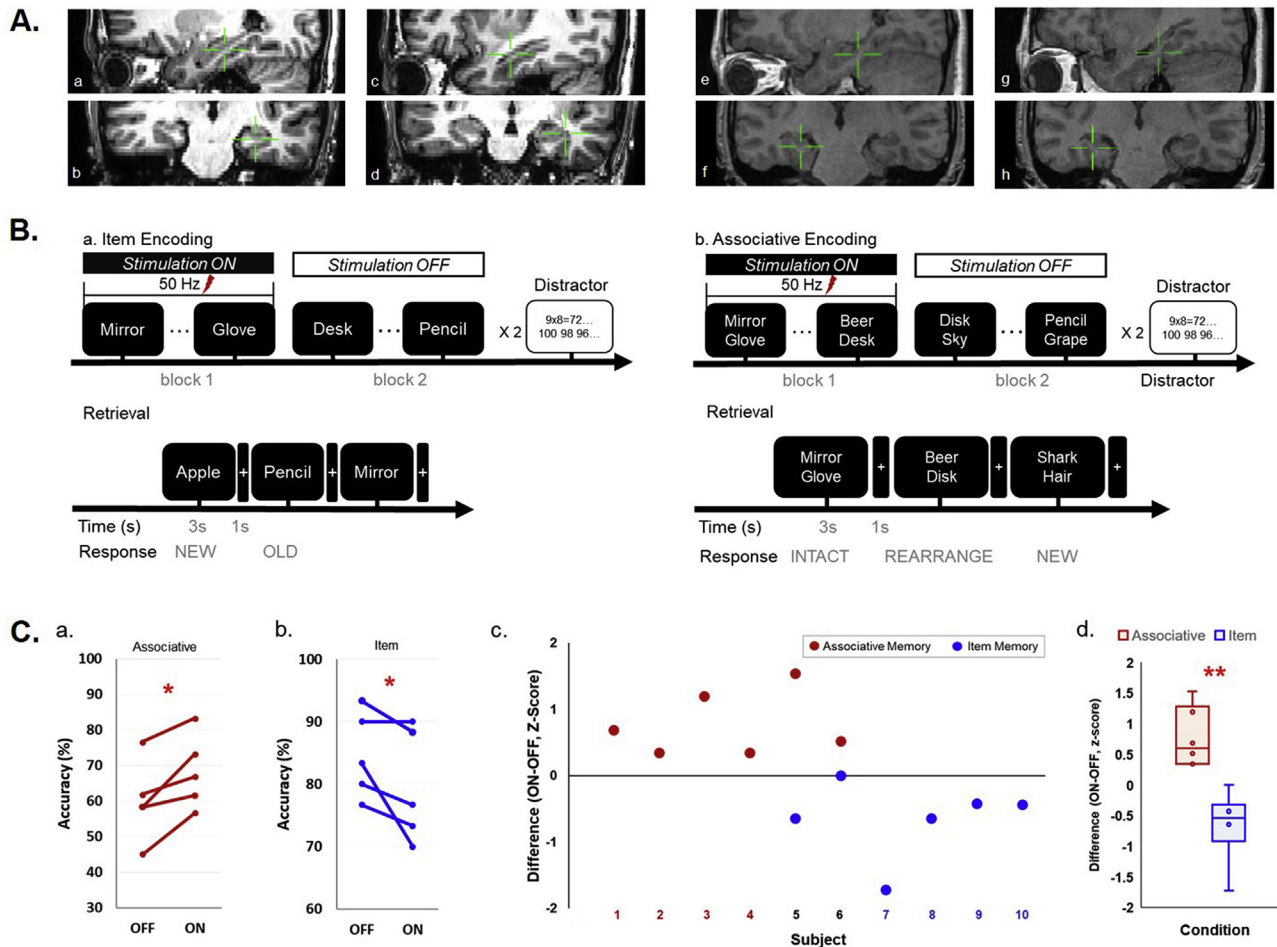 A.
a
c
e
g
b
d
f
h
B.
a. Item Encoding
Stimulation ON
Stimulation OFF
50 Hz
Distractor
Mirror
...
Glove
Desk
...
Pencil
X 2
9x8=72...
100 98 96...
block 1
block 2
Retrieval
Apple
+
Pencil
+
Mirror
+
Time (s)
3s
1s
Response
NEW
OLD
b. Associative Encoding
Stimulation ON
Stimulation OFF
50 Hz
Distractor
Mirror
Glove
...
Beer
Desk
Disk
Sky
...
Pencil
Grape
X 2
9x8=72...
100 98 96...
block 1
block 2
Distractor
Retrieval
Mirror
Glove
+
Beer
Disk
+
Shark
Hair
+
Time (s)
3s
1s
Response
INTACT
REARRANGE
NEW
C.
a.
Associative
*
Accuracy (%)
100
90
80
70
60
50
40
30
OFF
ON
b.
Item
*
Accuracy (%)
100
90
80
70
60
OFF
ON
c.
Associative Memory
Item Memory
Difference (ON-OFF, Z-Score)
2
1
0
-1
-2
1
2
3
4
5
6
7
8
9
10
Subject
d.
Associative
Item
**
Difference (ON-OFF, z-score)
2
1.5
1
0.5
0
-0.5
-1
-1.5
-2
Condition